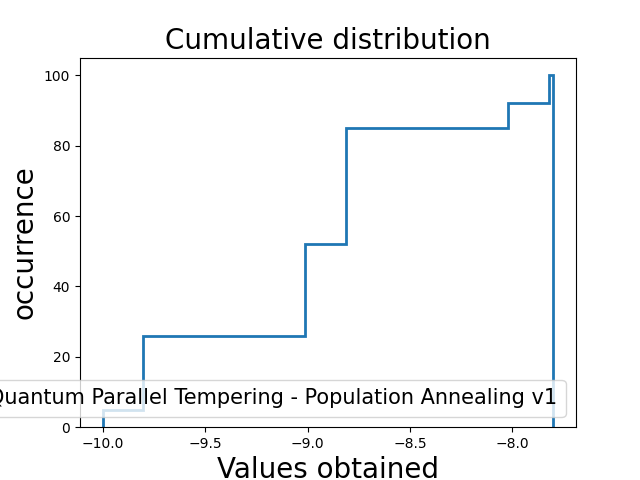 Cumulative distribution
100
80
60
40
20
0
occurrence
Quantum Parallel Tempering - Population Annealing v1
−10.0 −9.5 −9.0 −8.5 −8.0
Values obtained